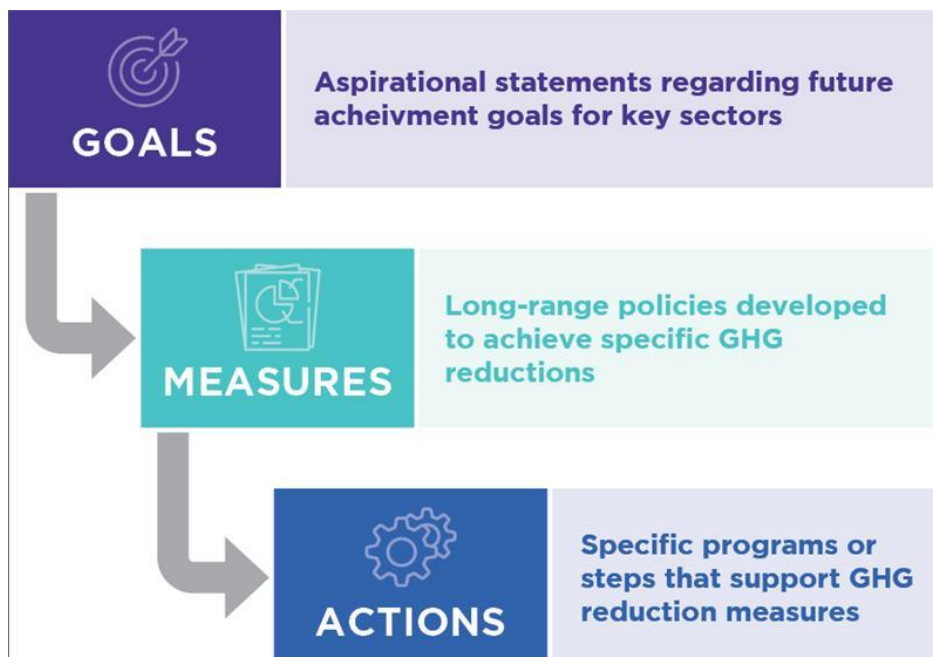 GOALS
Aspirational statements regarding future
acheivment goals for key sectors
MEASURES
Long-range policies developed
to achieve specific GHG
reductions
ACTIONS
Specific programs or
steps that support GHG
reduction measures